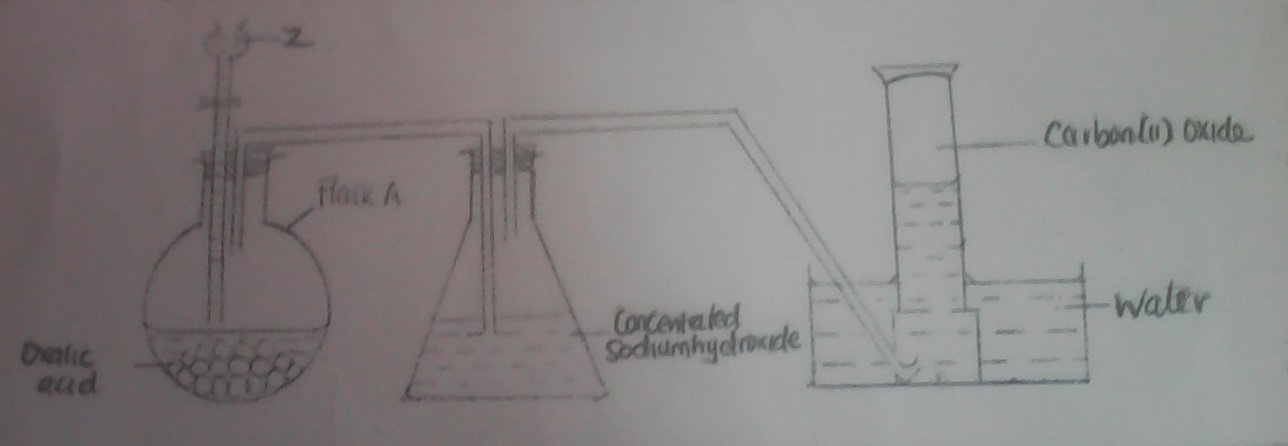 Z
Flask A
Carbon(II) Oxide
Water
Concentrated
Sodiumhydroxide
Oxalic
acid